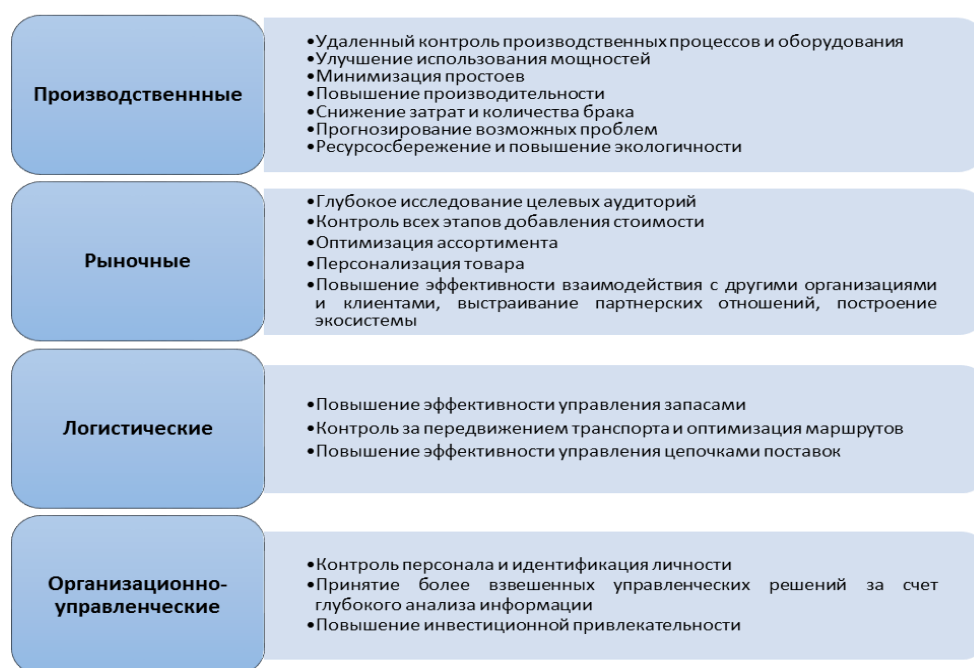 Производственнные
•Удаленный контроль производственных процессов и оборудования
•Улучшение использования мощностей
•Минимизация простоев
•Повышение производительности
•Снижение затрат и количества брака
•Прогнозирование возможных проблем
•Ресурсосбережение и повышение экологичности
Рыночные
•Глубокое исследование целевых аудиторий
•Контроль всех этапов добавления стоимости
•Оптимизация ассортимента
•Персонализация товара
•Повышение эффективности взаимодействия с другими организациями
и клиентами, выстраивание партнерских отношений, построение
экосистемы
Логистические
•Повышение эффективности управления запасами
•Контроль за передвижением транспорта и оптимизация маршрутов
•Повышение эффективности управления цепочками поставок
Организационно-
управленческие
•Контроль персонала и идентификация личности
•Принятие более взвешенных управленческих решений за счет
глубокого анализа информации
•Повышение инвестиционной привлекательности